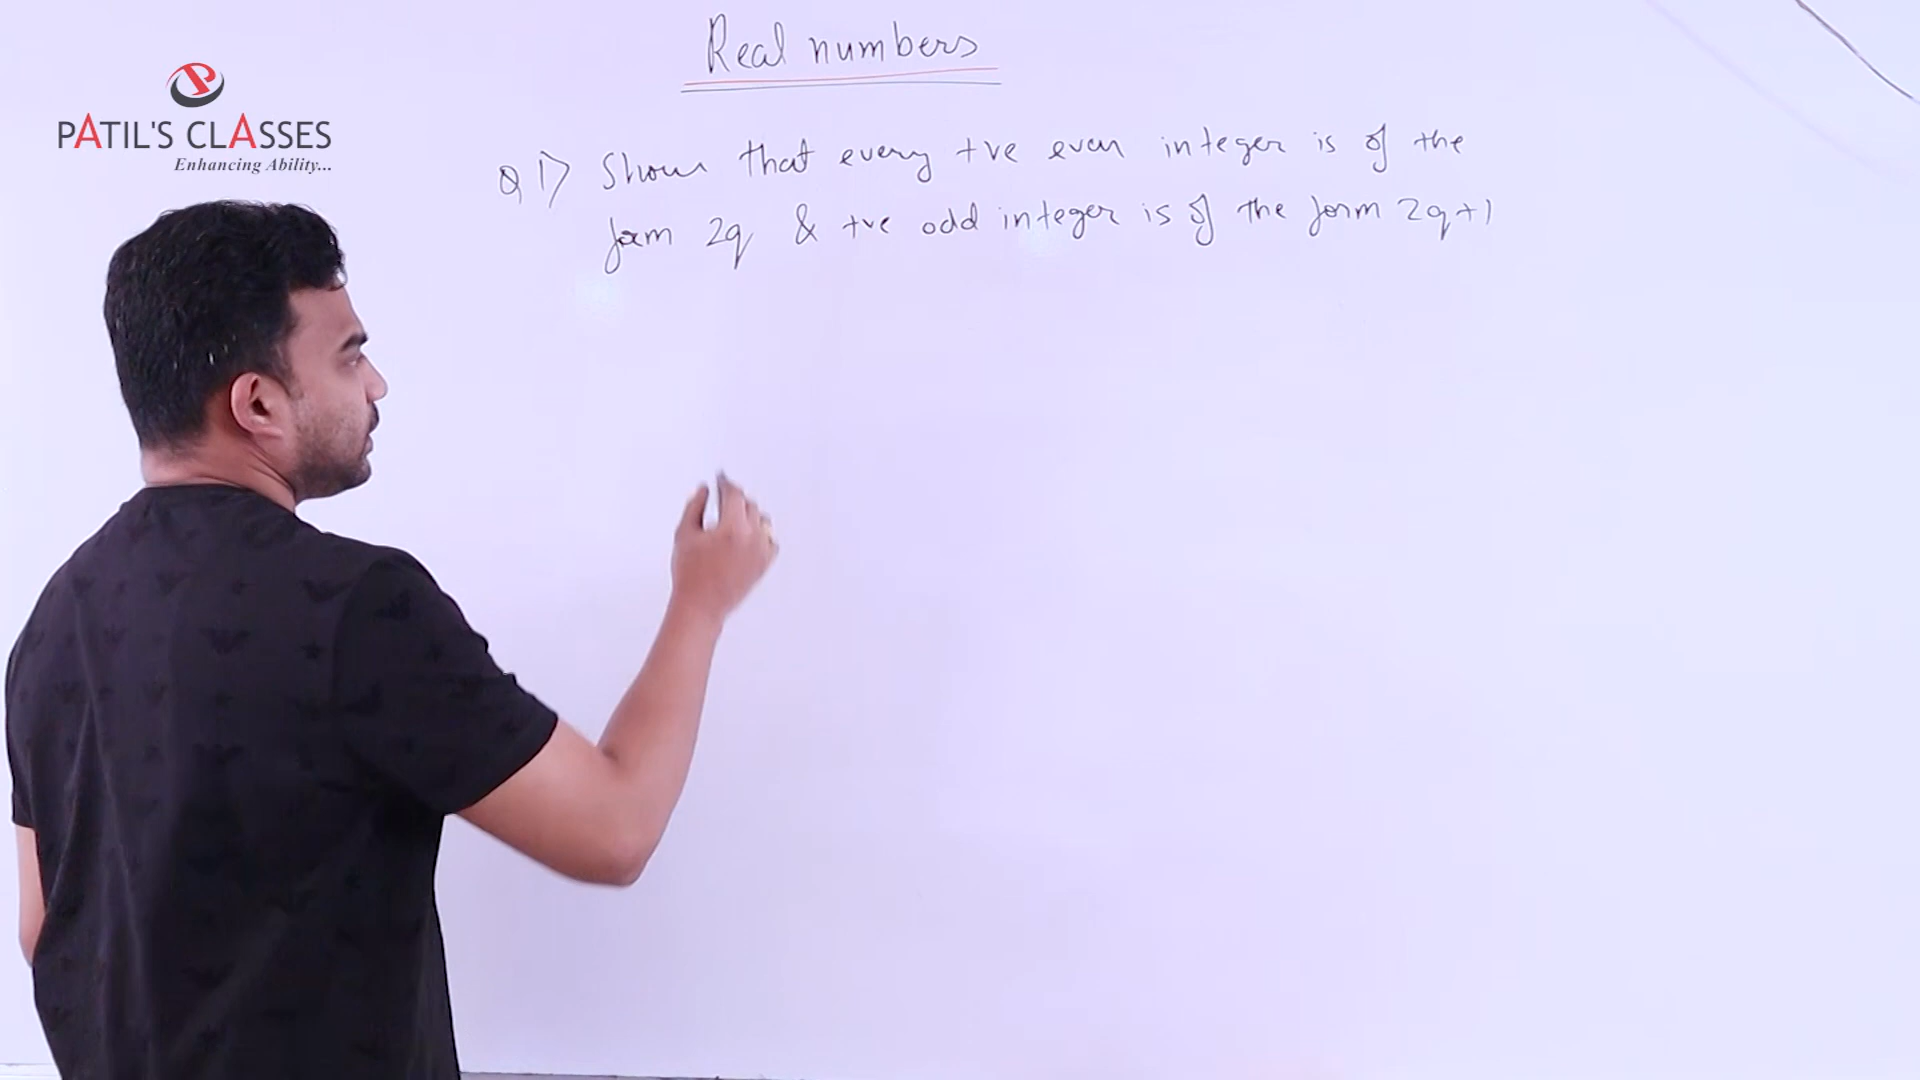 Real numbers
PATIL'S CLASSES
Enhancing Ability...
Q 1) Show that every +ve even integer is of the
form 2q & +ve odd integer is of the form 2q+1